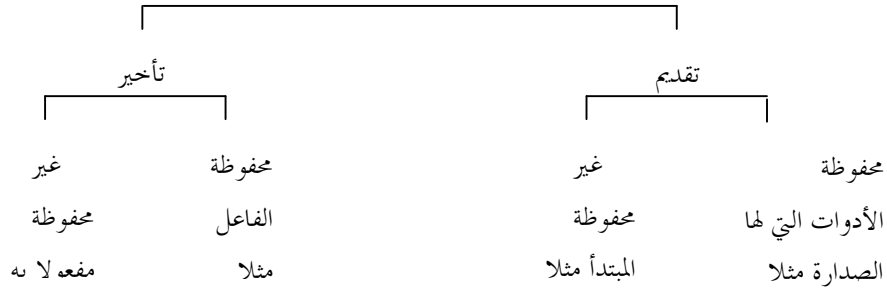 تقديم تأخير
محفوظة غير محفوظة غير
الأدوات التي لها محفوظة الفاعل محفوظة
الصدارة مثلا المبتدأ مثلا مثلا مفعولا به